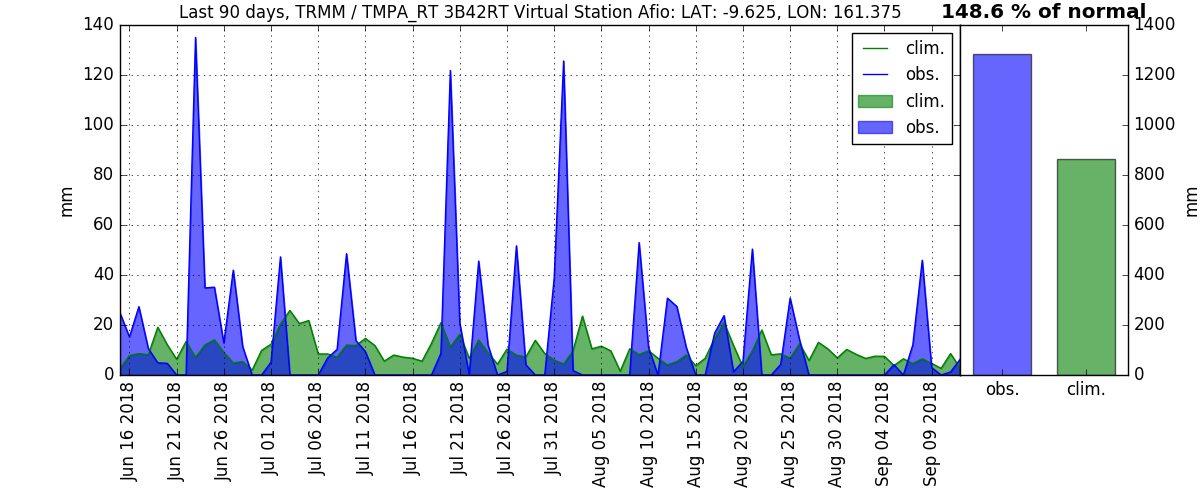 Last 90 days, TRMM / TMPA_RT 3B42RT Virtual Station Afio: LAT: -9.625, LON: 161.375
148.6 % of normal
140
120
100
80
60
40
20
0
mm
clim.
obs.
clim.
obs.
1400
1200
1000
800
600
400
200
0
mm
Jun 16 2018
Jun 21 2018
Jun 26 2018
Jul 01 2018
Jul 06 2018
Jul 11 2018
Jul 16 2018
Jul 21 2018
Jul 26 2018
Jul 31 2018
Aug 05 2018
Aug 10 2018
Aug 15 2018
Aug 20 2018
Aug 25 2018
Aug 30 2018
Sep 04 2018
Sep 09 2018
obs.
clim.